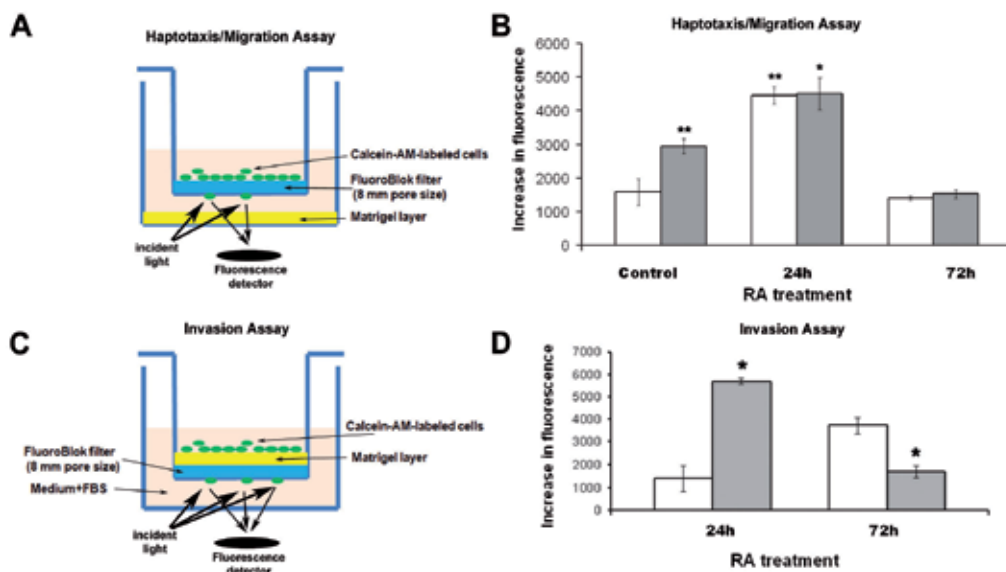 A
Haptotaxis/Migration Assay
Calcein-AM-labeled cells
FluoroBlok filter
(8 mm pore size)
Matrigel layer
incident
light
Fluorescence
detector
B
Haptotaxis/Migration Assay
Increase in fluorescence
6000
5000
4000
3000
2000
1000
0
**
**
*
Control
24h
72h
RA treatment
C
Invasion Assay
Calcein-AM-labeled cells
FluoroBlok filter
(8 mm pore size)
Matrigel layer
Medium+FBS
incident
light
Fluorescence
detector
D
Invasion Assay
Increase in fluorescence
7000
6000
5000
4000
3000
2000
1000
0
*
*
24h
72h
RA treatment